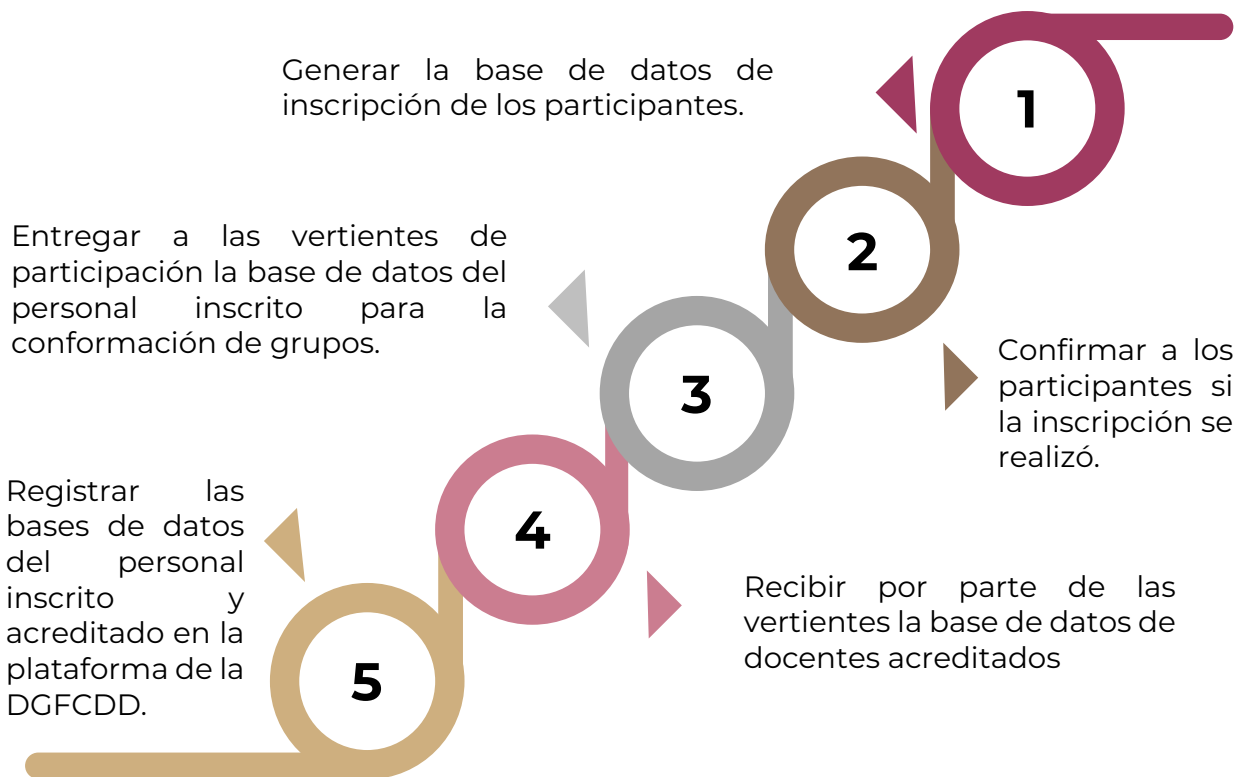 1
Generar la base de datos de
inscripción de los participantes.
2
Confirmar a los
participantes si
la inscripción se
realizó.
3
Entregar a las vertientes de
participación la base de datos del
personal inscrito para la
conformación de grupos.
4
Recibir por parte de las
vertientes la base de datos de
docentes acreditados
5
Registrar las
bases de datos
del personal
inscrito y
acreditado en la
plataforma de la
DGFCDD.